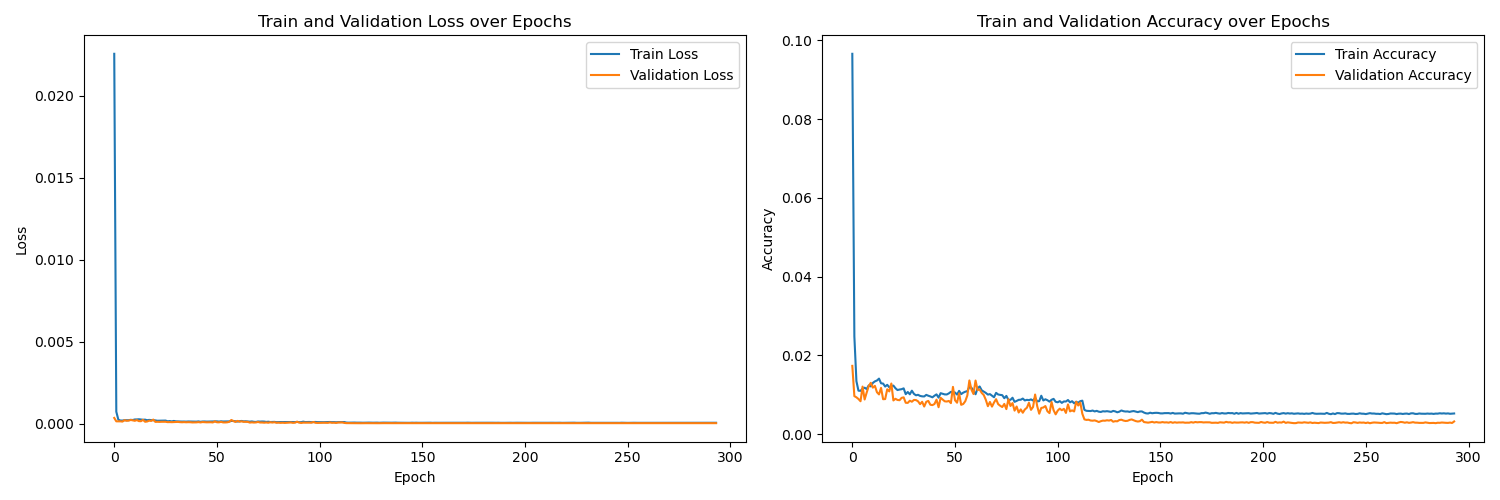 Train and Validation Loss over Epochs
Train Loss
Validation Loss
0.020
0.015
0.010
0.005
0.000
Loss
0 50 100 150 200 250 300
Epoch
Train and Validation Accuracy over Epochs
Train Accuracy
Validation Accuracy
0.10
0.08
0.06
0.04
0.02
0.00
Accuracy
0 50 100 150 200 250 300
Epoch